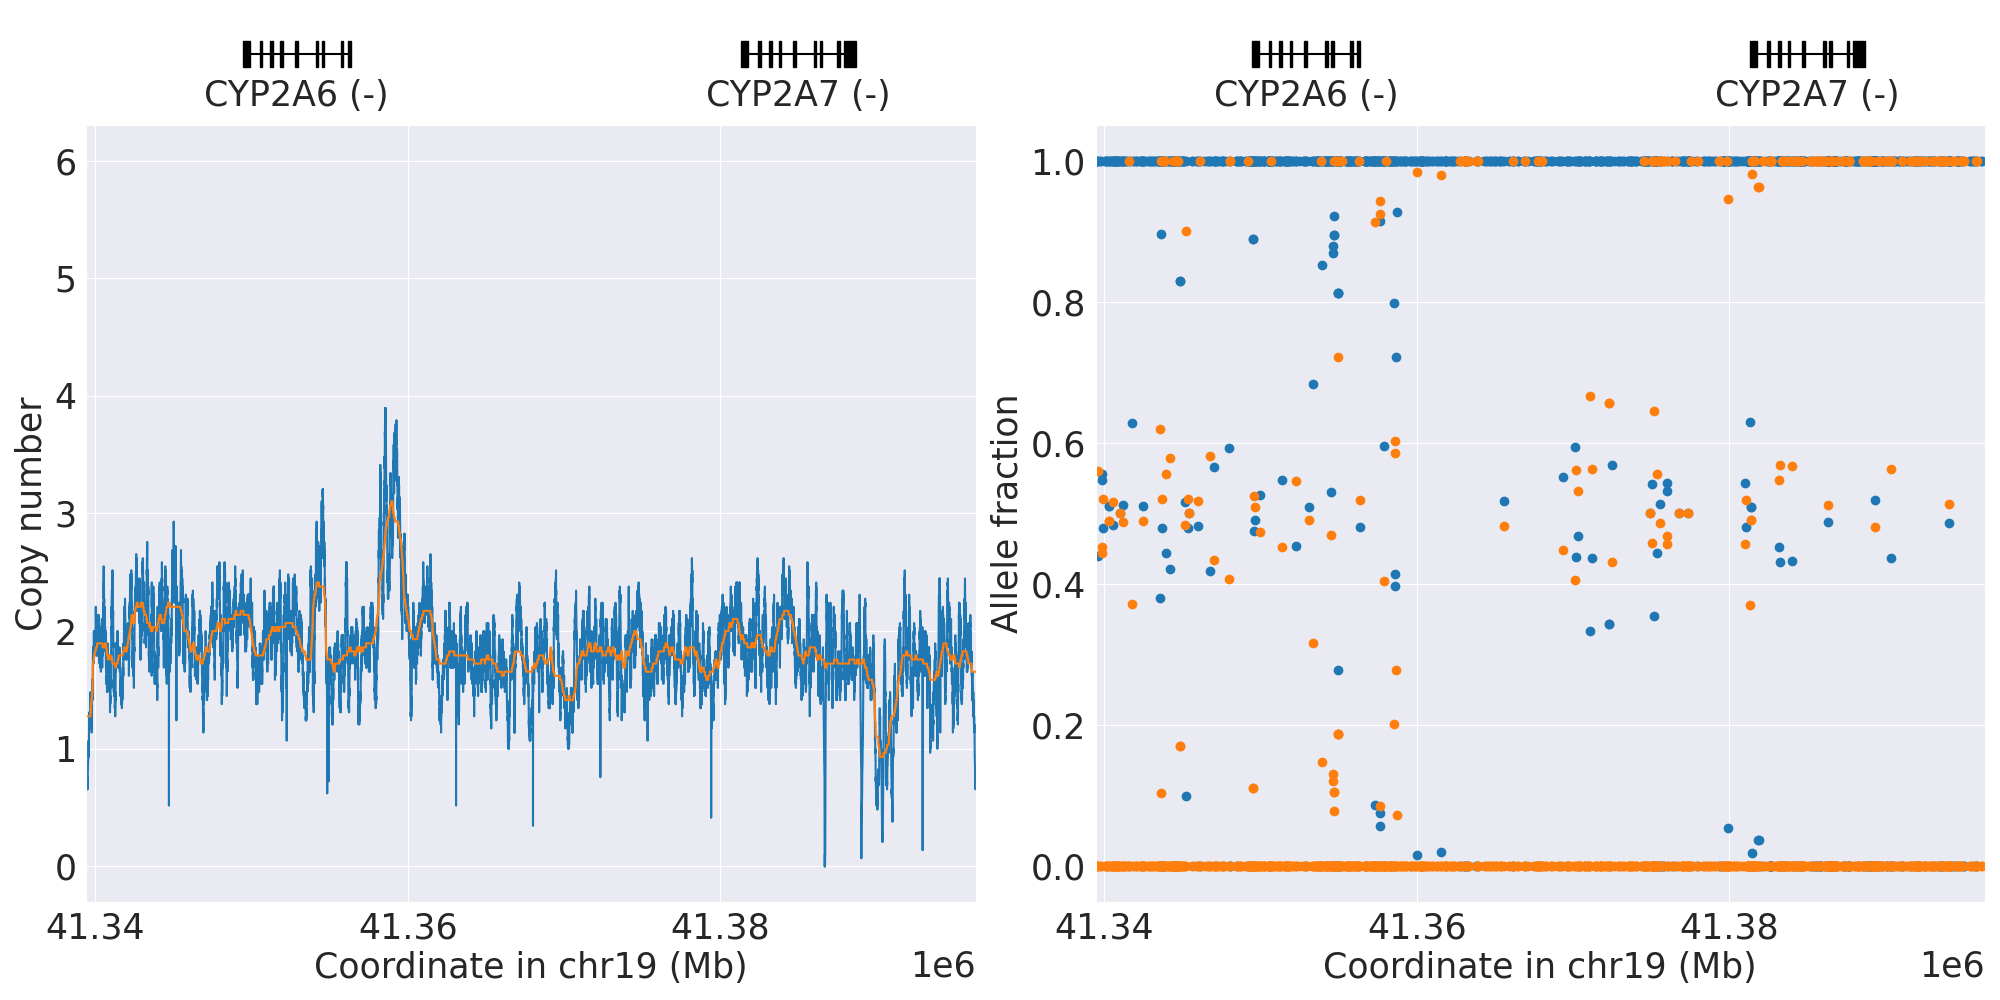 CYP2A6 (-)
CYP2A7 (-)
6
5
4
3
2
1
0
Copy number
41.34
41.36
41.38
Coordinate in chr19 (Mb)
1e6
CYP2A6 (-)
CYP2A7 (-)
1.0
0.8
0.6
0.4
0.2
0.0
Allele fraction
41.34
41.36
41.38
Coordinate in chr19 (Mb)
1e6